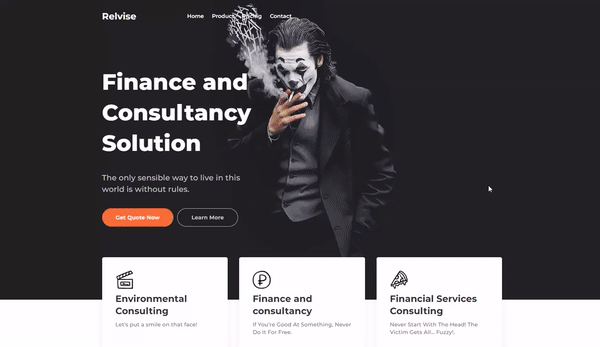 Relvise
Home Product Pricing Contact
Finance and
Consultancy
Solution
The only sensible way to live in this
world is without rules.
Get Quote Now Learn More
Environmental
Consulting
Let's put a smile on that face!
Finance and
consultancy
If You're Good At Something, Never
Do It For Free.
Financial Services
Consulting
Never Start With The Head! The
Victim Gets All... Fuzzy!.